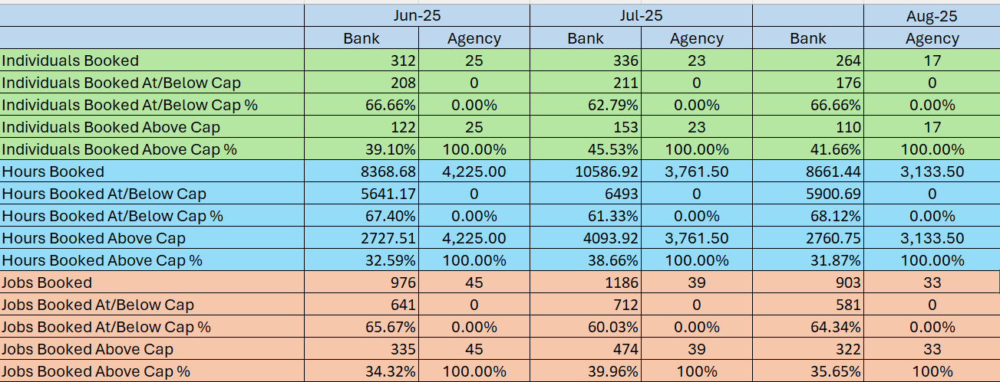 Jun-25 Jul-25 Aug-25
Bank Agency Bank Agency Bank Agency
Individuals Booked 312 25 336 23 264 17
Individuals Booked At/Below Cap 208 0 211 0 176 0
Individuals Booked At/Below Cap % 66.66% 0.00% 62.79% 0.00% 66.66% 0.00%
Individuals Booked Above Cap 122 25 153 23 110 17
Individuals Booked Above Cap % 39.10% 100.00% 45.53% 100.00% 41.66% 100.00%
Hours Booked 8368.68 4,225.00 10586.92 3,761.50 8661.44 3,133.50
Hours Booked At/Below Cap 5641.17 0 6493 0 5900.69 0
Hours Booked At/Below Cap % 67.40% 0.00% 61.33% 0.00% 68.12% 0.00%
Hours Booked Above Cap 2727.51 4,225.00 4093.92 3,761.50 2760.75 3,133.50
Hours Booked Above Cap % 32.59% 100.00% 38.66% 100.00% 31.87% 100.00%
Jobs Booked 976 45 1186 39 903 33
Jobs Booked At/Below Cap 641 0 712 0 581 0
Jobs Booked At/Below Cap % 65.67% 0.00% 60.03% 0.00% 64.34% 0.00%
Jobs Booked Above Cap 335 45 474 39 322 33
Jobs Booked Above Cap % 34.32% 100.00% 39.96% 100% 35.65% 100%